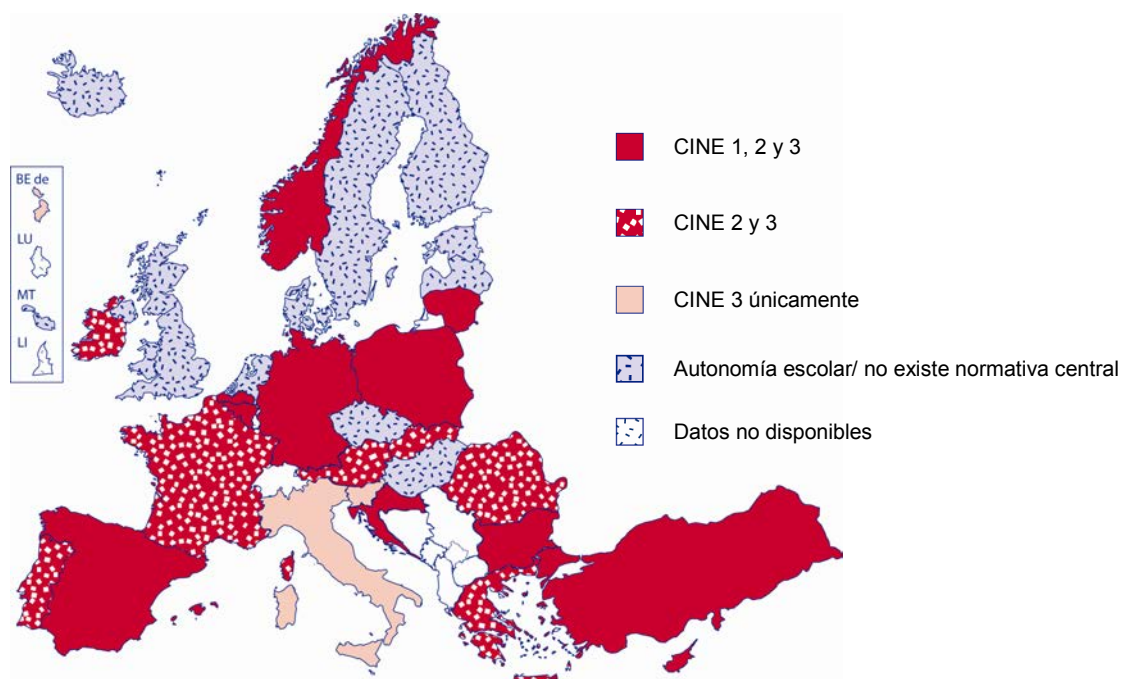 BE de
LU
MT
LI
CINE 1, 2 y 3
CINE 2 y 3
CINE 3 únicamente
Autonomía escolar/ no existe normativa central
Datos no disponibles